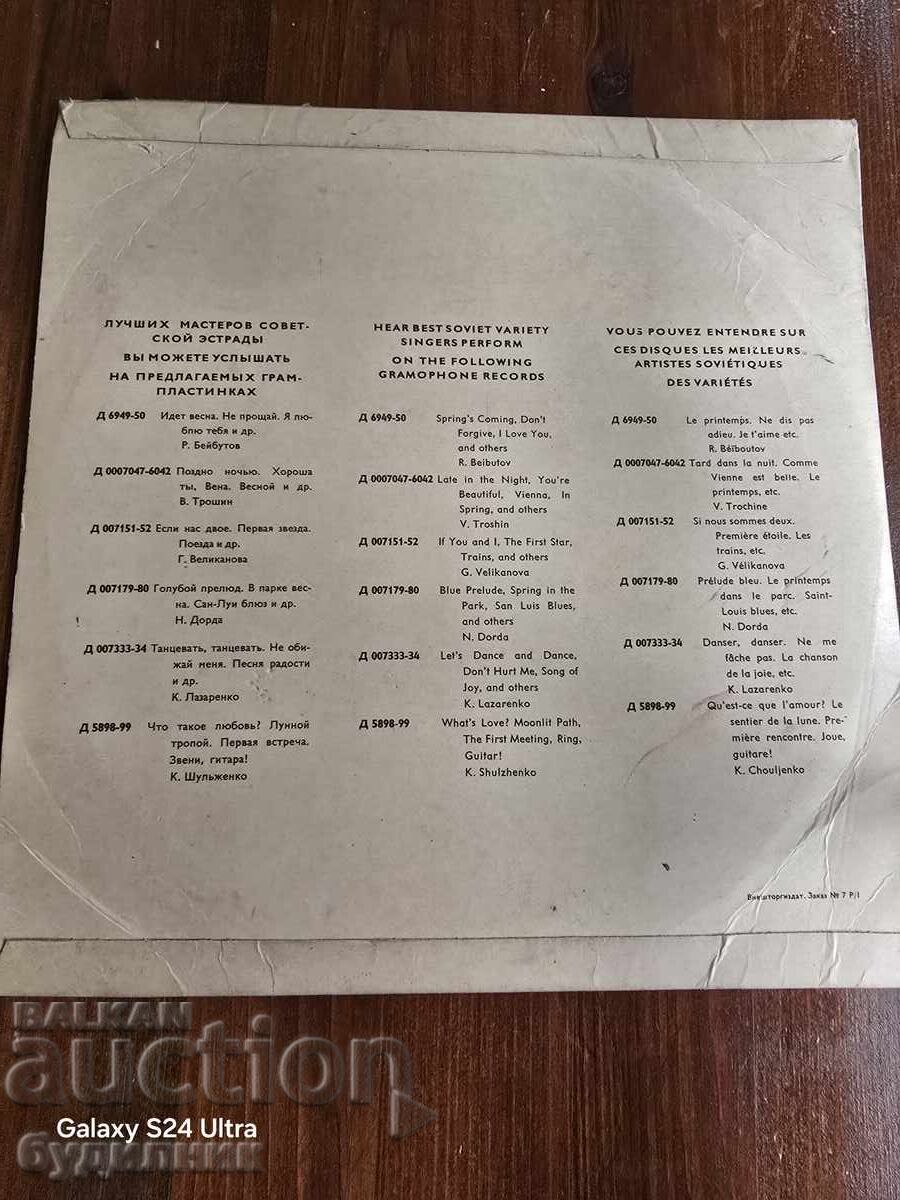 ЛУЧШИХ МАСТЕРОВ СОВЕТ-
СКОЙ ЭСТРАДЫ
ВЫ МОЖЕТЕ УСЛЫШАТЬ
НА ПРЕДЛАГАЕМЫХ ГРАМ-
ПЛАСТИНКАХ
Д 6949-50 Идет весна. Не прощай. Я лю-
блю тебя и др.
Р. Бейбутов
Д 0007047-6042 Поздно ночью. Хороша
ты, Вена. Весной и др.
В. Трошин
Д 007151-52 Если нас двое. Первая звезда.
Поезда и др.
Г. Великанова
Д 007179-80 Голубой прелюд. В парке вес-
на. Сан-Луи блюз и др.
Н. Дорда
Д 007333-34 Танцевать, танцевать. Не оби-
жай меня. Песня радости
и др.
К. Лазаренко
Д 5898-99 Что такое любовь? Лунной
тропой. Первая встреча.
Звени, гитара!
К. Шульженко
HEAR BEST SOVIET VARIETY
SINGERS PERFORM
ON THE FOLLOWING
GRAMOPHONE RECORDS
Д 6949-50 Spring's Coming, Don't
Forgive, I Love You,
and others
R. Beibutov
Д 0007047-6042 Late in the Night, You're
Beautiful, Vienna, In
Spring, and others
V. Troshin
Д 007151-52 If You and I, The First Star,
Trains, and others
G. Velikanova
Д 007179-80 Blue Prelude, Spring in the
Park, San Luis Blues,
and others
N. Dorda
Д 007333-34 Let's Dance and Dance,
Don't Hurt Me, Song of
Joy, and others
K. Lazarenko
Д 5898-99 What's Love? Moonlit Path,
The First Meeting, Ring,
Guitar!
K. Shulzhenko
VOUS POUVEZ ENTENDRE SUR
CES DISQUES LES MEILLEURS
ARTISTES SOVIÉTIQUES
DES VARIÉTÉS
Д 6969-50 Le printemps. Ne dis pas
adieu. Je t'aime etc.
R. Béïboutov
Д 0007047-6042 Tard dans la nuit. Comme
Vienne est belle. Le
printemps, etc.
V. Trochine
Д 007151-52 Si nous sommes deux.
Première étoile. Les
trains, etc.
G. Vélikanova
Д 007179-80 Prélude bleu. Le printemps
dans le parc. Saint-
Louis blues, etc.
N. Dorda
Д 007333-34 Danser, danser. Ne me
fâche pas. La chanson
de la joie, etc.
K. Lazarenko
Д 5898-99 Qu'est-ce que l'amour? Le
sentier de la lune. Pre-
mière rencontre. Joue,
guitare!
K. Chouljenko
Внешторгиздат. Заказ № 7 Р/I
BALKAN
auction
Galaxy S24 Ultra
будилник